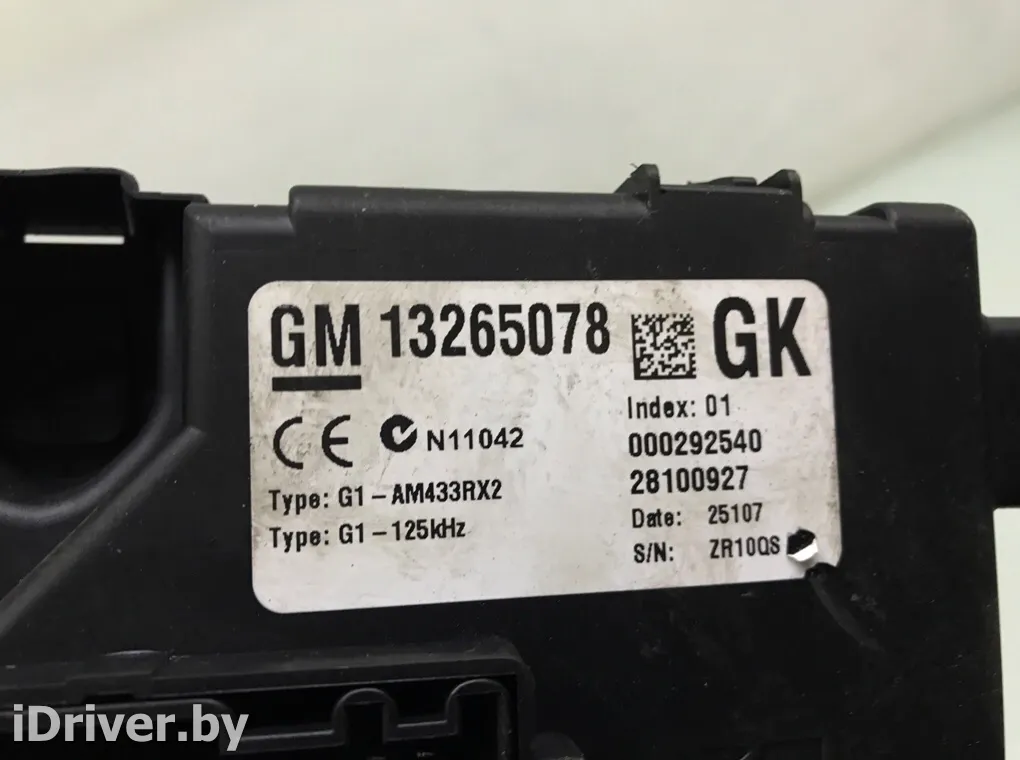 GM 13265078 GK
CE N11042
Type: G1-AM433RX2
Type: G1-125kHz
Index: 01
000292540
28100927
Date: 25107
S/N: ZR10QS
iDriver.by